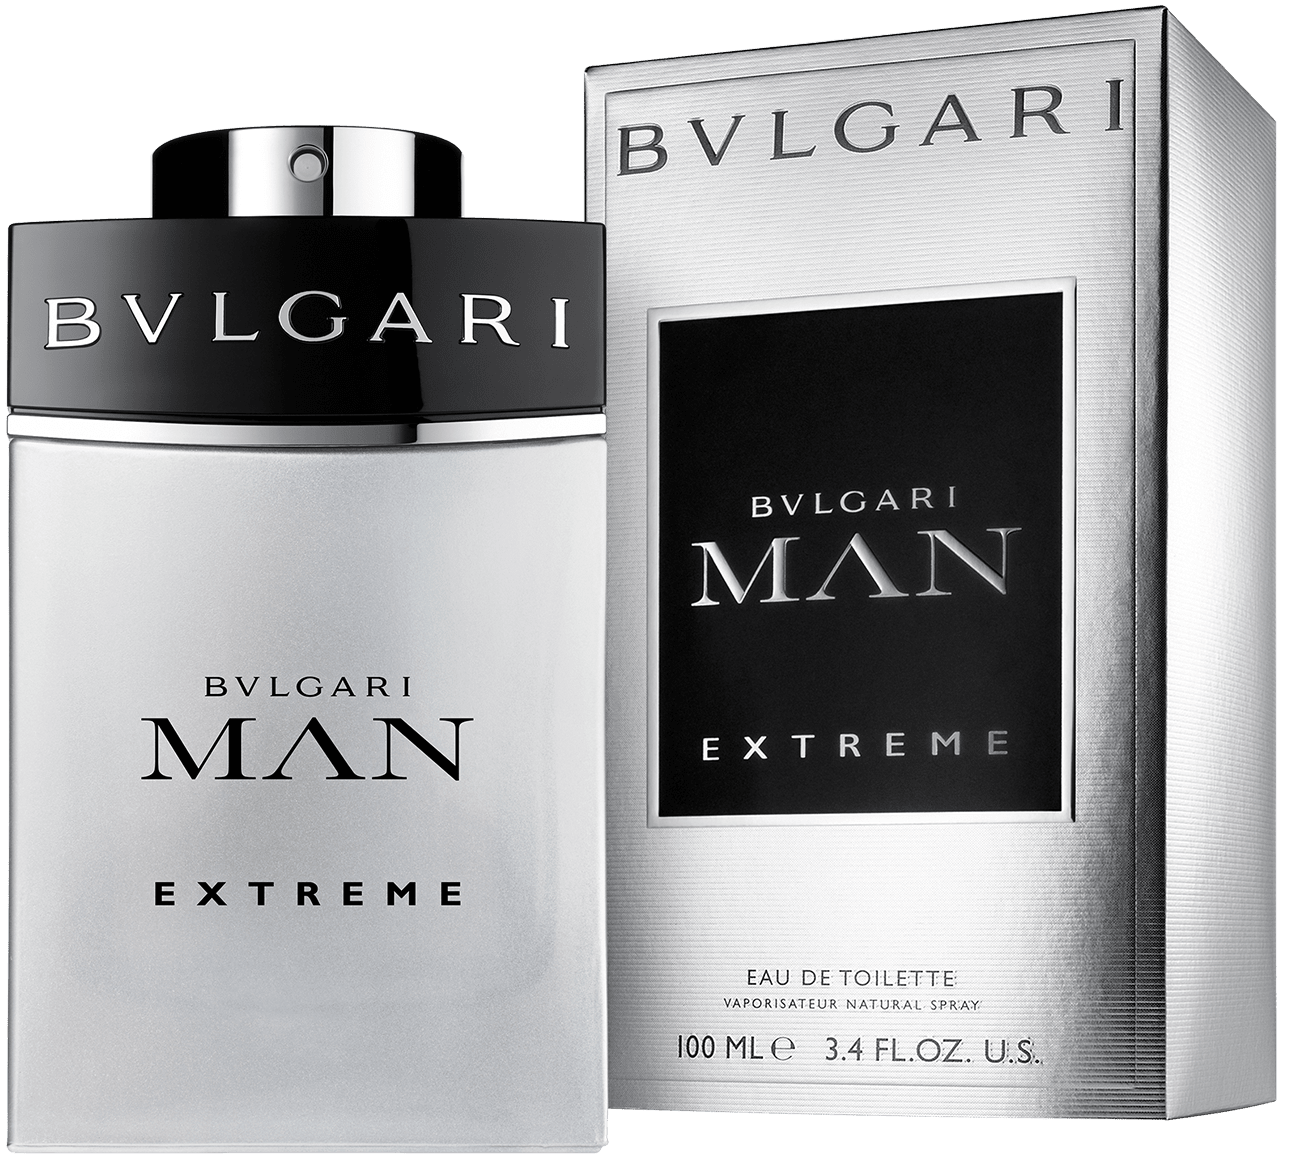 BVLGARI
BVLGARI
MAN
EXTREME
BVLGARI
BVLGARI
MAN
EXTREME
EAU DE TOILETTE
VAPORISATEUR NATURAL SPRAY
100 ML ℮ 3.4 FL.OZ. U.S.